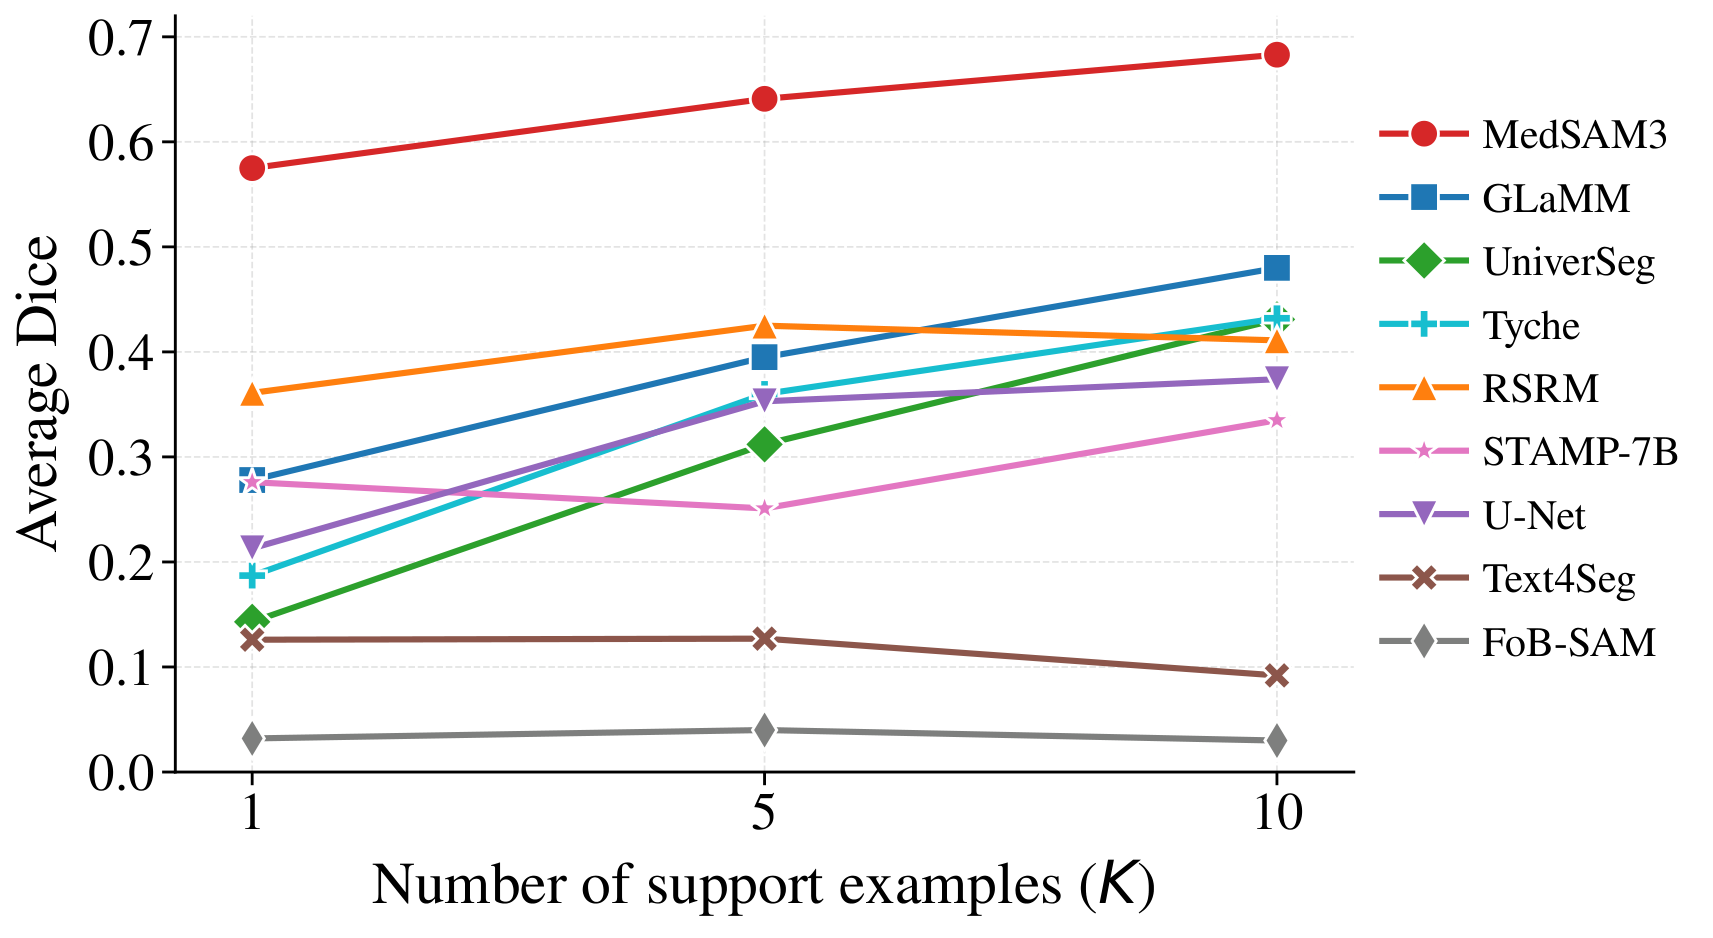 0.7
0.6
0.5
0.4
0.3
0.2
0.1
0.0
Average Dice
1 5 10
Number of support examples (K)
MedSAM3
GLaMM
UniverSeg
Tyche
RSRM
STAMP-7B
U-Net
Text4Seg
FoB-SAM